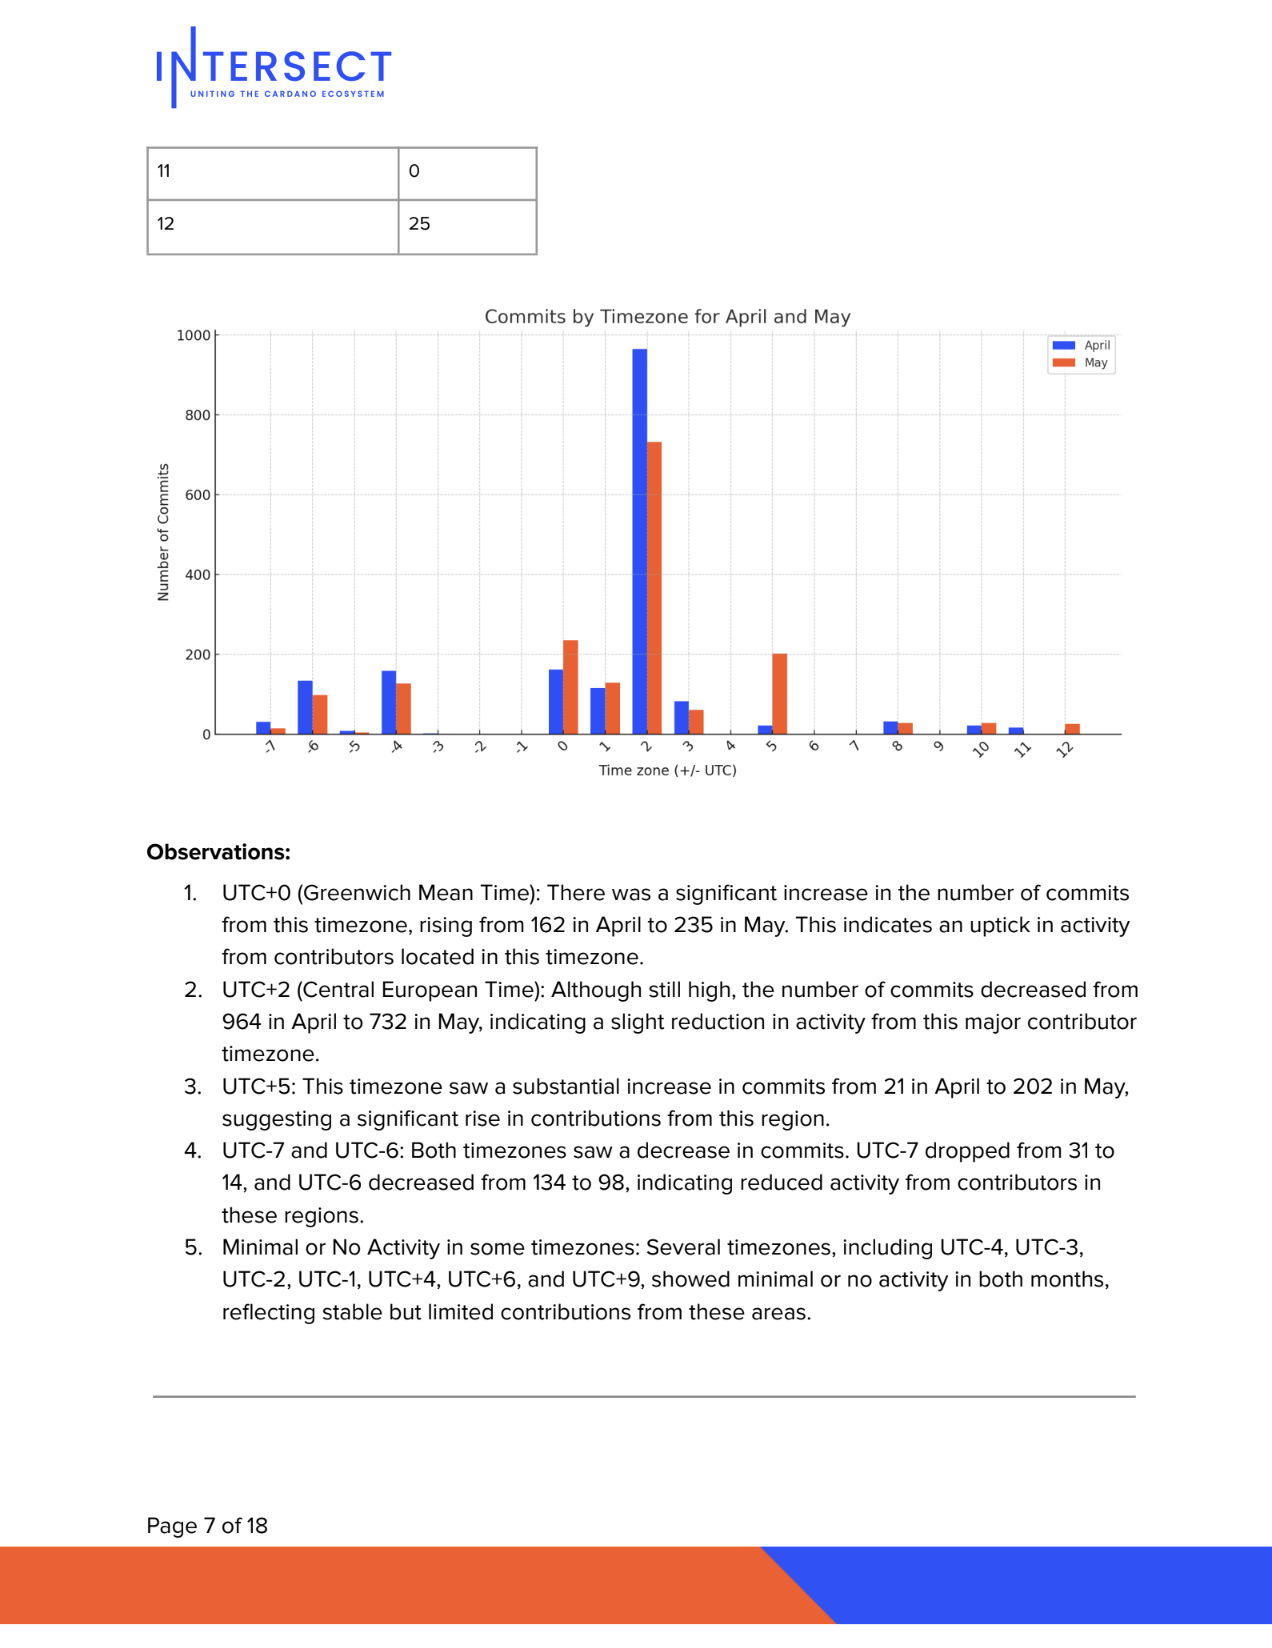 INTERSECT
UNITING THE CARDANO ECOSYSTEM
11 0
12 25
Commits by Timezone for April and May
1000
800
600
400
200
0
Number of Commits
April
May
-7 -6 -5 -4 -3 -2 -1 0 1 2 3 4 5 6 7 8 9 10 11 12
Time zone (+/- UTC)
Observations:
1. UTC+0 (Greenwich Mean Time): There was a significant increase in the number of commits
from this timezone, rising from 162 in April to 235 in May. This indicates an uptick in activity
from contributors located in this timezone.
2. UTC+2 (Central European Time): Although still high, the number of commits decreased from
964 in April to 732 in May, indicating a slight reduction in activity from this major contributor
timezone.
3. UTC+5: This timezone saw a substantial increase in commits from 21 in April to 202 in May,
suggesting a significant rise in contributions from this region.
4. UTC-7 and UTC-6: Both timezones saw a decrease in commits. UTC-7 dropped from 31 to
14, and UTC-6 decreased from 134 to 98, indicating reduced activity from contributors in
these regions.
5. Minimal or No Activity in some timezones: Several timezones, including UTC-4, UTC-3,
UTC-2, UTC-1, UTC+4, UTC+6, and UTC+9, showed minimal or no activity in both months,
reflecting stable but limited contributions from these areas.
Page 7 of 18